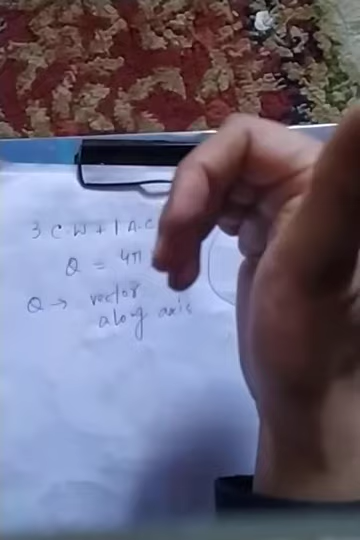 3 C.W + 1 A.C
Q = 4π
Q → vector
along axis